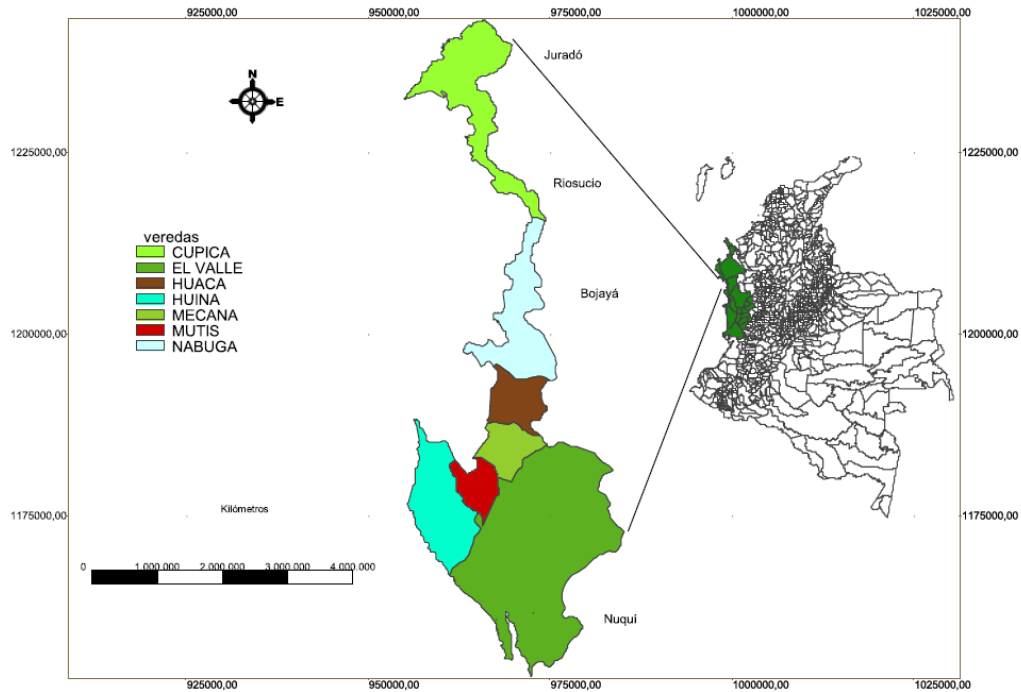 925000,00 950000,00 975000,00 1000000,00 1025000,00
Juradó
N
E
1225000,00 1225000,00
Riosucio
veredas
CUPICA
EL VALLE
HUACA
HUINA
MECANA
MUTIS
NABUGA
Bojayá
1200000,00 1200000,00
1175000,00 1175000,00
Kilómetros
0 1.000.000 2.000.000 3.000.000 4.000.000
Nuquí
925000,00 950000,00 975000,00 1000000,00 1025000,00